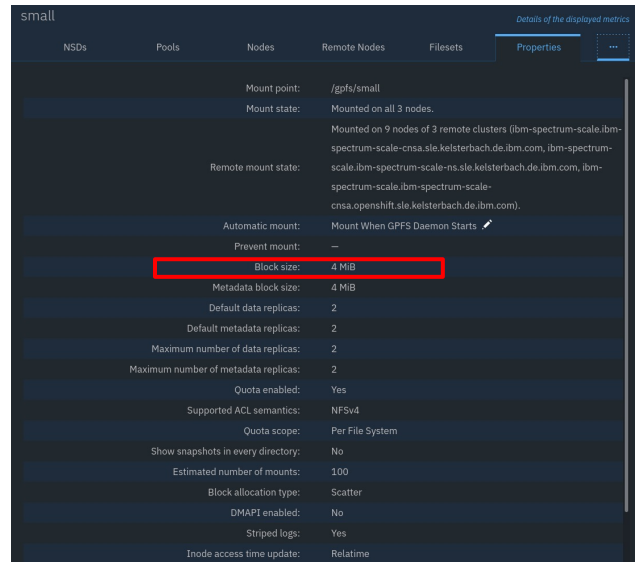 small
Details of the displayed metrics
NSDs Pools Nodes Remote Nodes Filesets Properties ...
Mount point: /gpfs/small
Mount state: Mounted on all 3 nodes.
Remote mount state: Mounted on 9 nodes of 3 remote clusters (ibm-spectrum-scale.ibm-
spectrum-scale-cnsa.sle.kelsterbach.de.ibm.com, ibm-spectrum-
scale.ibm-spectrum-scale-ns.sle.kelsterbach.de.ibm.com, ibm-
spectrum-scale.ibm-spectrum-scale-
cnsa.openshift.sle.kelsterbach.de.ibm.com).
Automatic mount: Mount When GPFS Daemon Starts
Prevent mount: —
Block size: 4 MiB
Metadata block size: 4 MiB
Default data replicas: 2
Default metadata replicas: 2
Maximum number of data replicas: 2
Maximum number of metadata replicas: 2
Quota enabled: Yes
Supported ACL semantics: NFSv4
Quota scope: Per File System
Show snapshots in every directory: No
Estimated number of mounts: 100
Block allocation type: Scatter
DMAPI enabled: No
Striped logs: Yes
Inode access time update: Relatime